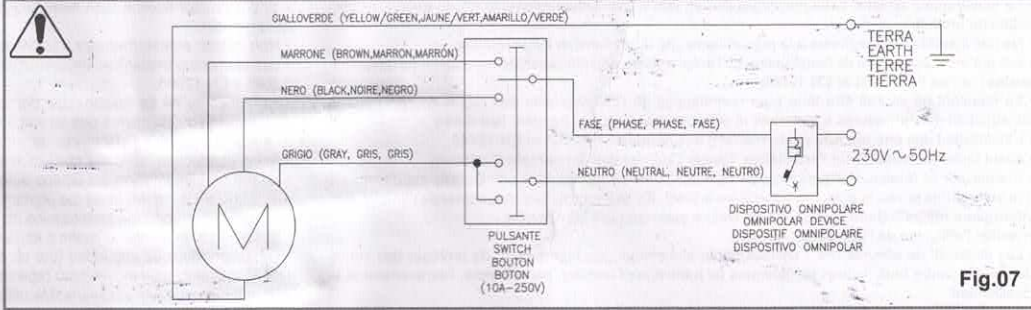 GIALLOVERDE (YELLOW/GREEN,JAUNE/VERT,AMARILLO/VERDE)
MARRONE (BROWN,MARRON,MARRÓN)
NERO (BLACK,NOIRE,NEGRO)
GRIGIO (GRAY, GRIS, GRIS)
M
PULSANTE
SWITCH
BOUTON
BOTON
(10A-250V)
FASE (PHASE, PHASE, FASE)
NEUTRO (NEUTRAL, NEUTRE, NEUTRO)
TERRA
EARTH
TERRE
TIERRA
230V ~ 50Hz
DISPOSITIVO ONNIPOLARE
OMNIPOLAR DEVICE
DISPOSITIF OMNIPOLAIRE
DISPOSITIVO OMNIPOLAR
Fig.07